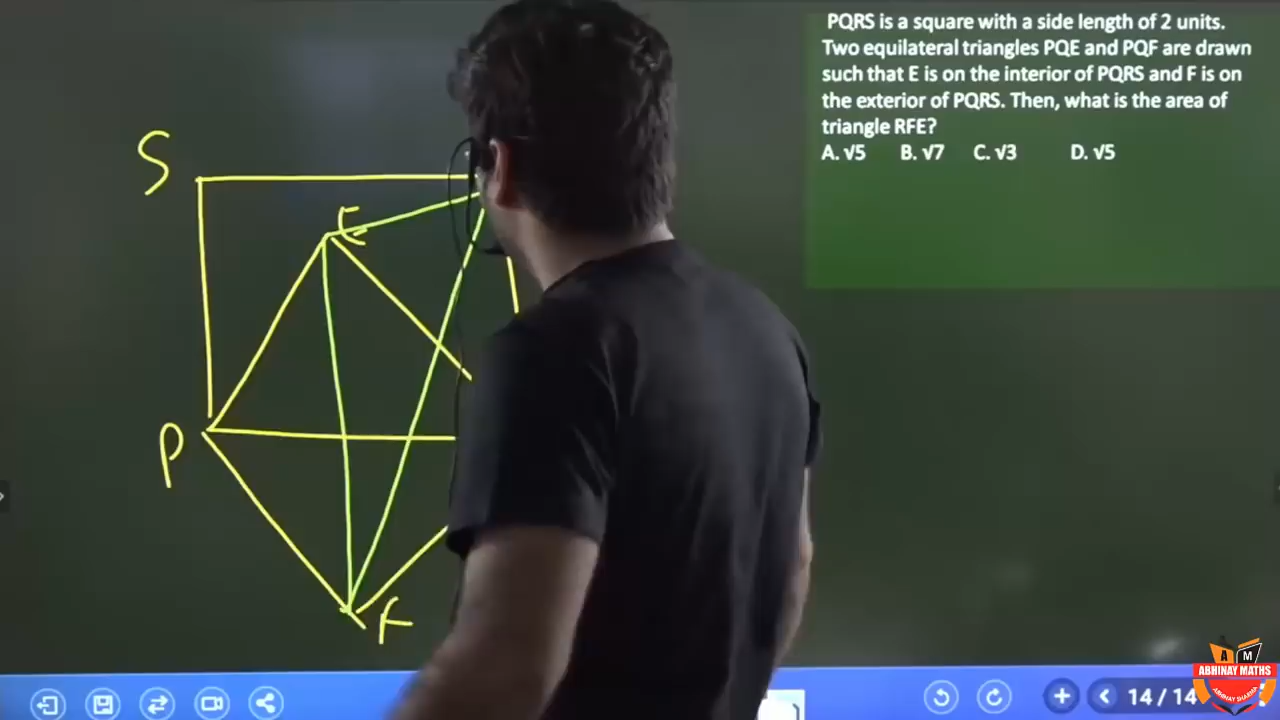 PQRS is a square with a side length of 2 units.
Two equilateral triangles PQE and PQF are drawn
such that E is on the interior of PQRS and F is on
the exterior of PQRS. Then, what is the area of
triangle RFE?
A. √5 B. √7 C. √3 D. √5
S
E
P
F
14 / 14
A M
ABHINAY MATHS
ABHINAY SHARMA